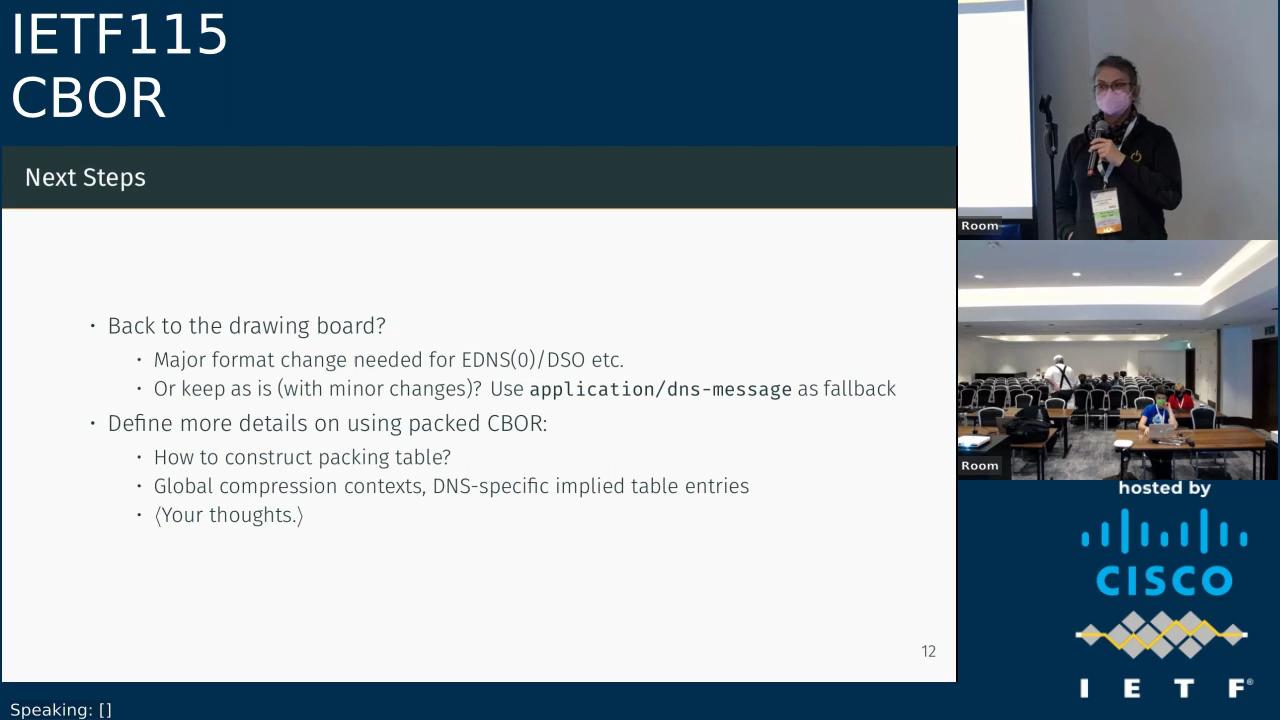 IETF115
CBOR
Next Steps
• Back to the drawing board?
• Major format change needed for EDNS(0)/DSO etc.
• Or keep as is (with minor changes)? Use application/dns-message as fallback
• Define more details on using packed CBOR:
• How to construct packing table?
• Global compression contexts, DNS-specific implied table entries
• ⟨Your thoughts.⟩
12
Speaking: []
Room
Room
hosted by
CISCO
I E T F®